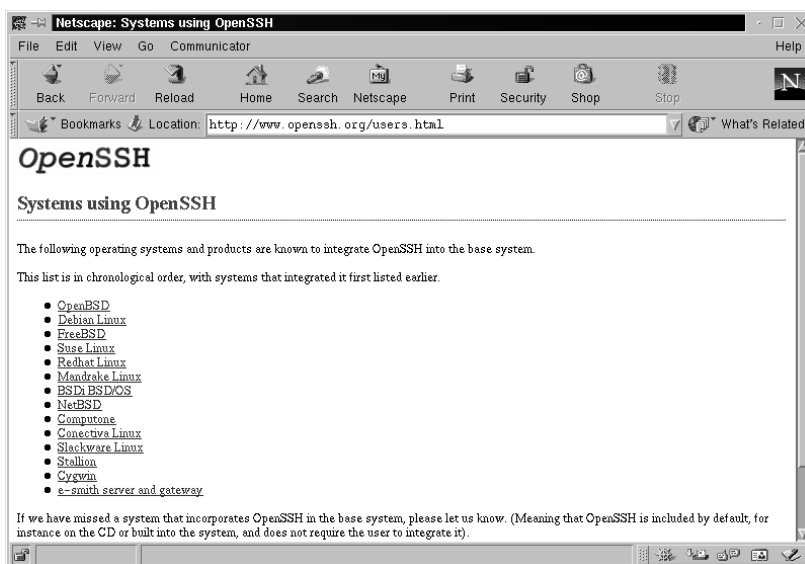 Netscape: Systems using OpenSSH
File Edit View Go Communicator Help
Back Forward Reload Home Search Netscape Print Security Shop Stop
My
N
Bookmarks Location: http://www.openssh.org/users.html What's Related
OpenSSH
Systems using OpenSSH
The following operating systems and products are known to integrate OpenSSH into the base system.
This list is in chronological order, with systems that integrated it first listed earlier.
OpenBSD
Debian Linux
FreeBSD
Suse Linux
Redhat Linux
Mandrake Linux
BSDi BSD/OS
NetBSD
Computone
Conectiva Linux
Slackware Linux
Stallion
Cygwin
e-smith server and gateway
If we have missed a system that incorporates OpenSSH in the base system, please let us know. (Meaning that OpenSSH is included by default, for
instance on the CD or built into the system, and does not require the user to integrate it).